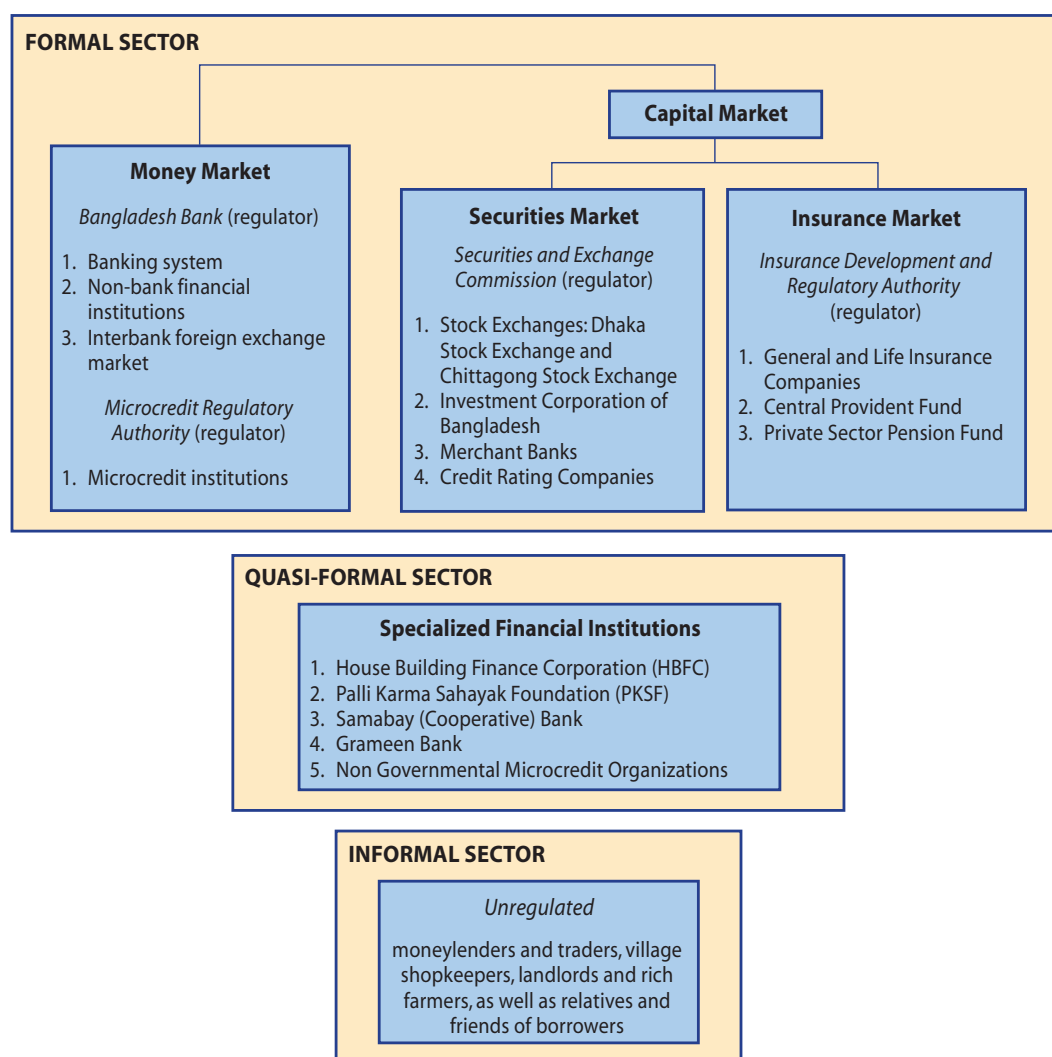 FORMAL SECTOR
Capital Market
Money Market
Bangladesh Bank (regulator)
1. Banking system
2. Non-bank financial
institutions
3. Interbank foreign exchange
market
Microcredit Regulatory
Authority (regulator)
1. Microcredit institutions
Securities Market
Securities and Exchange
Commission (regulator)
1. Stock Exchanges: Dhaka
Stock Exchange and
Chittagong Stock Exchange
2. Investment Corporation of
Bangladesh
3. Merchant Banks
4. Credit Rating Companies
Insurance Market
Insurance Development and
Regulatory Authority
(regulator)
1. General and Life Insurance
Companies
2. Central Provident Fund
3. Private Sector Pension Fund
QUASI-FORMAL SECTOR
Specialized Financial Institutions
1. House Building Finance Corporation (HBFC)
2. Palli Karma Sahayak Foundation (PKSF)
3. Samabay (Cooperative) Bank
4. Grameen Bank
5. Non Governmental Microcredit Organizations
INFORMAL SECTOR
Unregulated
moneylenders and traders, village
shopkeepers, landlords and rich
farmers, as well as relatives and
friends of borrowers